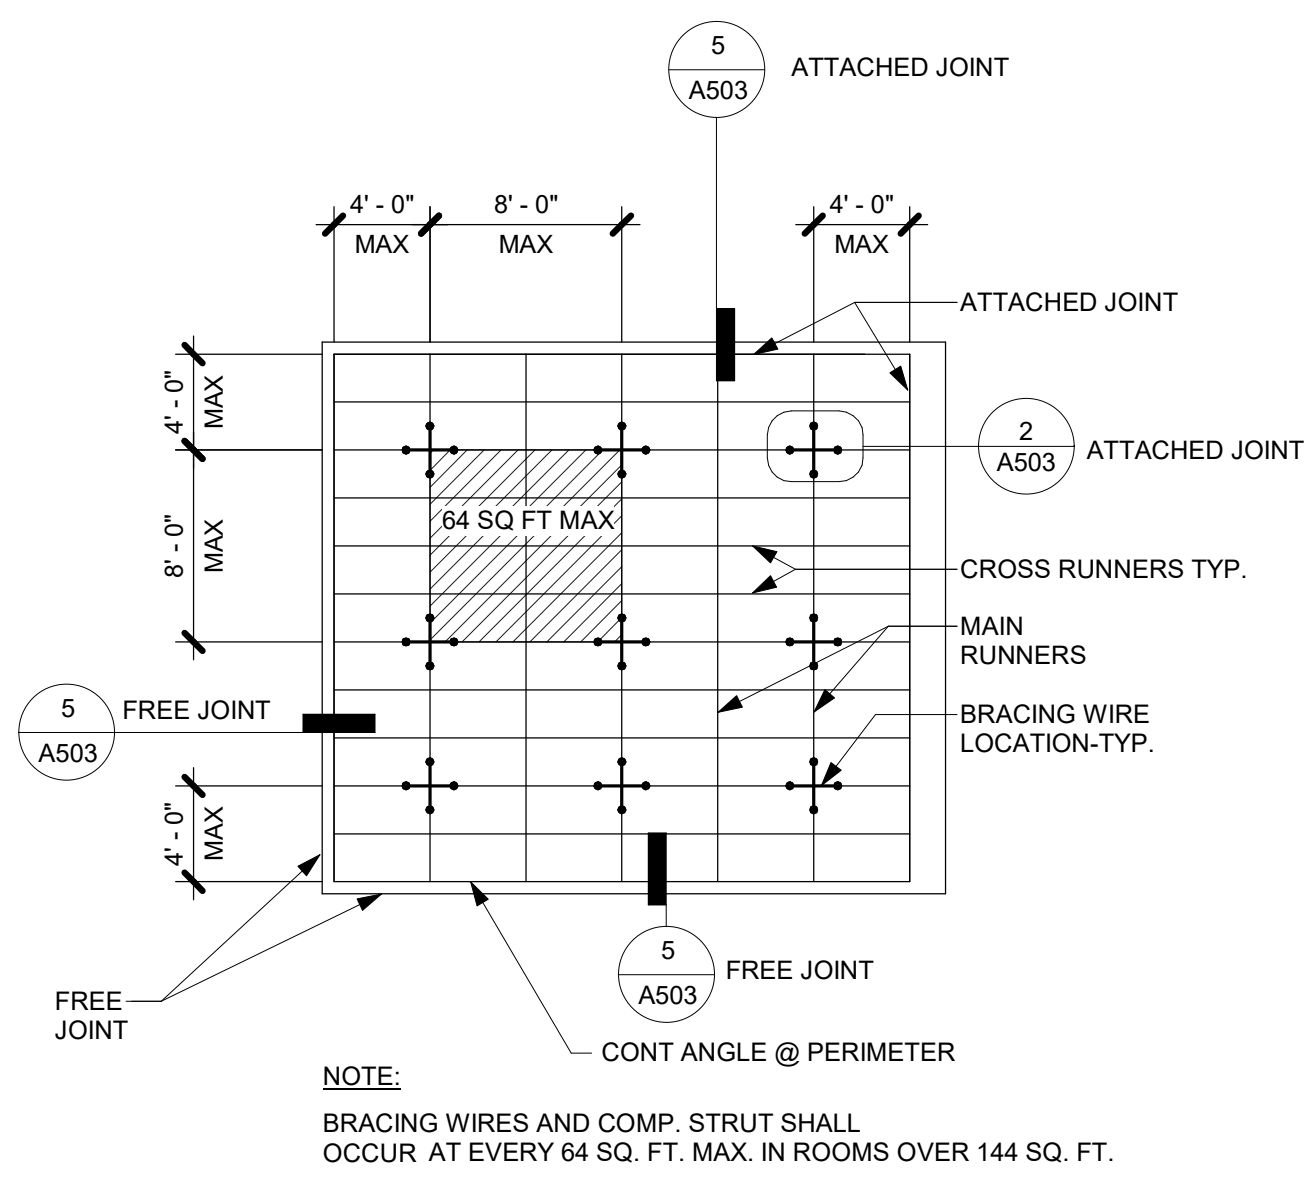 5
A503
ATTACHED JOINT
4' - 0"
MAX
8' - 0"
MAX
4' - 0"
MAX
ATTACHED JOINT
4' - 0"
MAX
2
A503
ATTACHED JOINT
8' - 0"
MAX
64 SQ FT MAX
CROSS RUNNERS TYP.
MAIN
RUNNERS
5
A503
FREE JOINT
BRACING WIRE
LOCATION-TYP.
4' - 0"
MAX
5
A503
FREE JOINT
FREE
JOINT
CONT ANGLE @ PERIMETER
NOTE:
BRACING WIRES AND COMP. STRUT SHALL
OCCUR AT EVERY 64 SQ. FT. MAX. IN ROOMS OVER 144 SQ. FT.